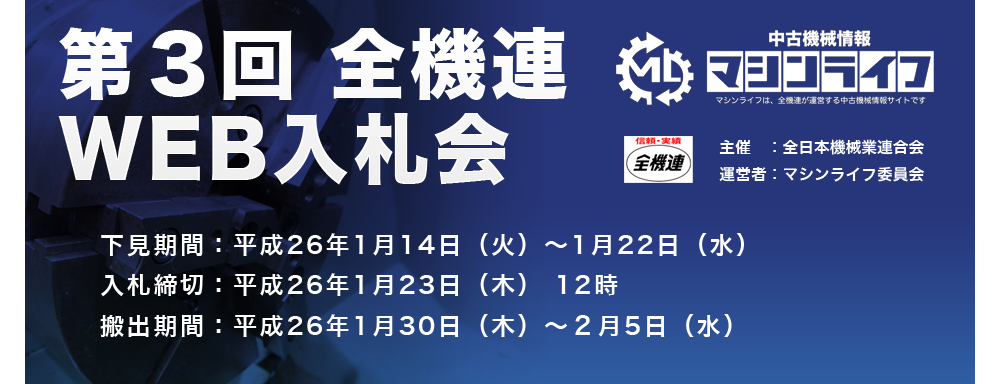 第３回 全機連
WEB入札会
中古機械情報
ML マシンライフ
マシンライフは、全機連が運営する中古機械情報サイトです
信頼・実績
全機連
主催　：全日本機械業連合会
運営者：マシンライフ委員会
下見期間：平成26年1月14日（火）～1月22日（水）
入札締切：平成26年1月23日（木） 12時
搬出期間：平成26年1月30日（木）～２月5日（水）